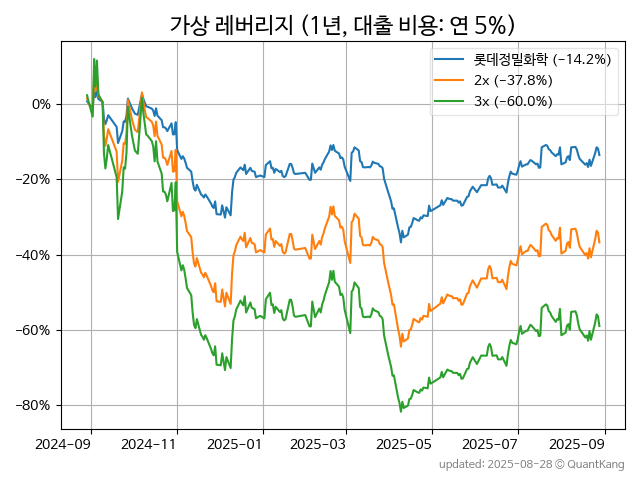 가상 레버리지 (1년, 대출 비용: 연 5%)
롯데정밀화학 (−14.2%)
2x (−37.8%)
3x (−60.0%)
0%
−20%
−40%
−60%
−80%
2024-09 2024-11 2025-01 2025-03 2025-05 2025-07 2025-09
updated: 2025-08-28 © QuantKang